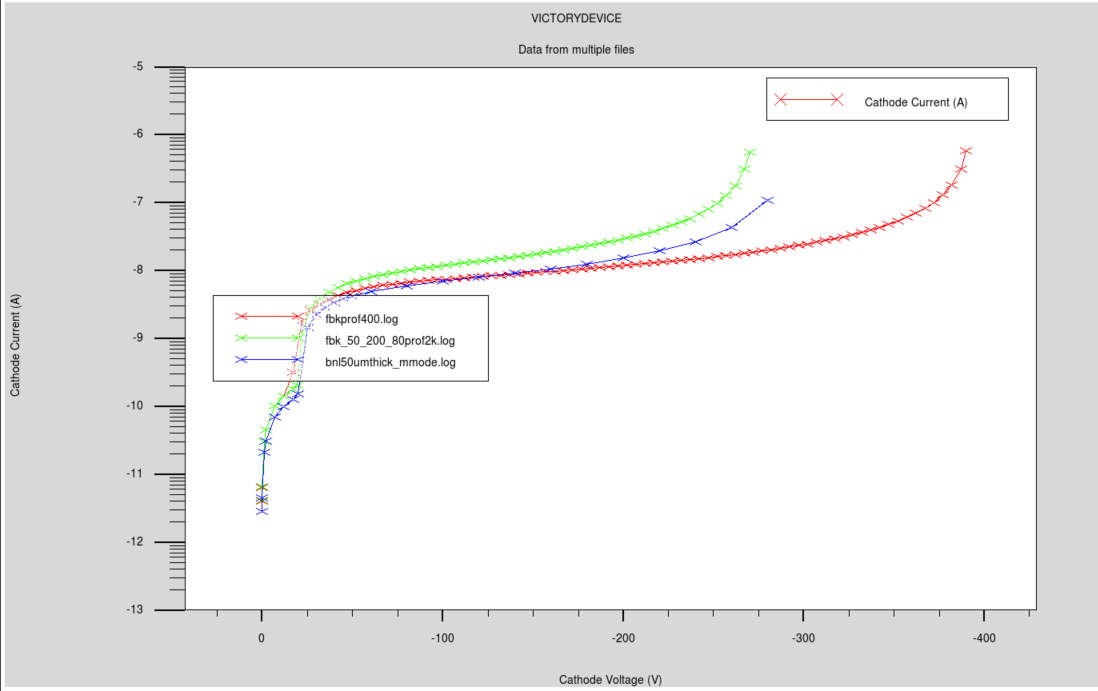 VICTORYDEVICE
Data from multiple files
-5
Cathode Current (A)
-6
-7
-8
-9
fbkprof400.log
fbk_50_200_80prof2k.log
bnl50umthick_mmode.log
-10
-11
-12
-13
Cathode Current (A)
0
-100
-200
-300
-400
Cathode Voltage (V)